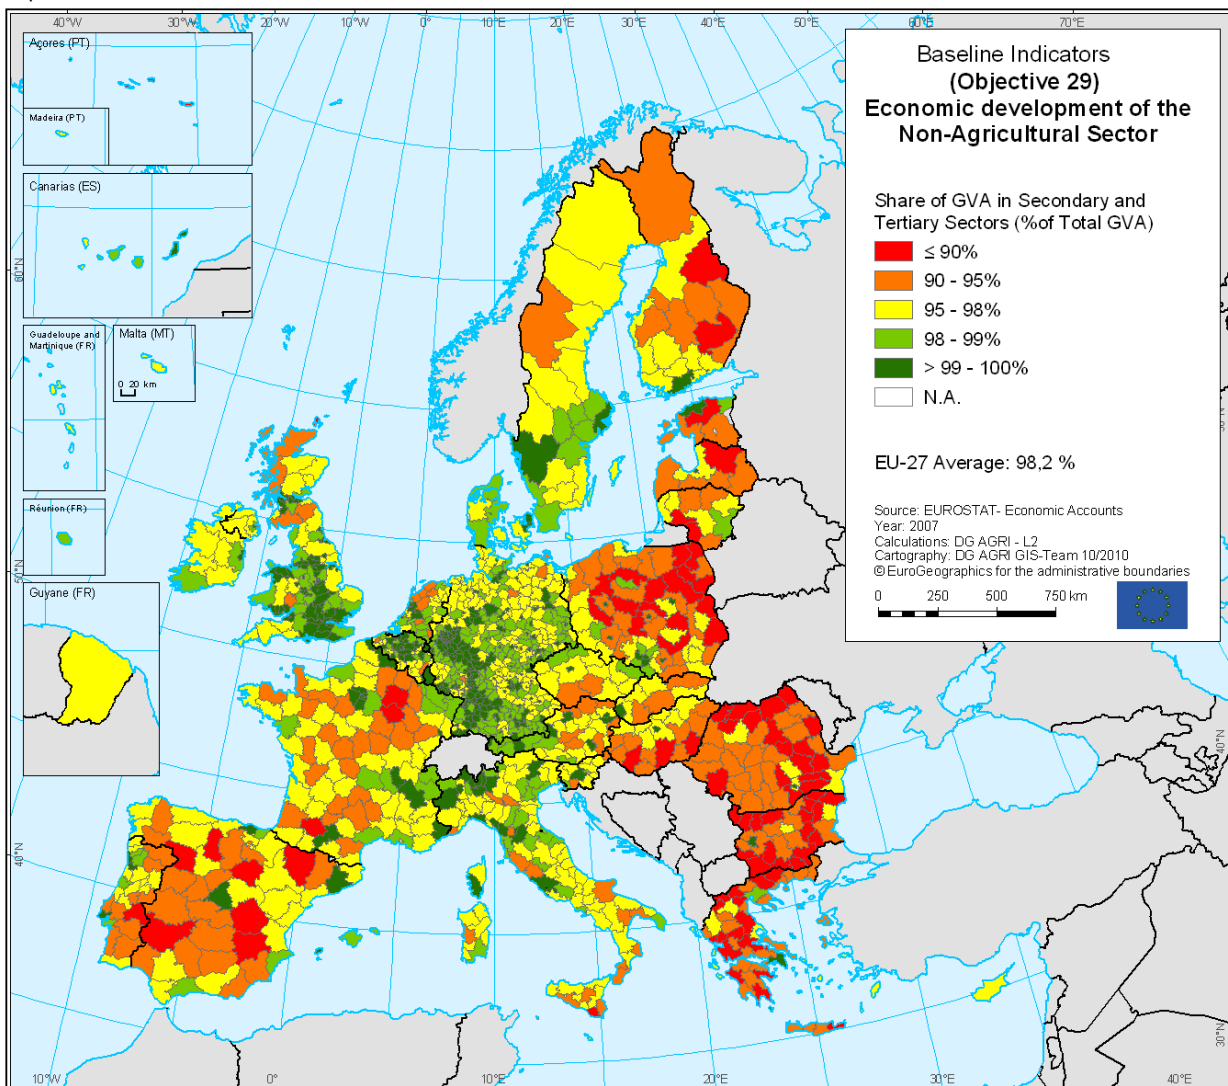 40°W
30°W
20°W
10°W
0°
10°E
20°E
30°E
40°E
50°E
60°E
70°E
Açores (PT)
Madeira (PT)
Canarias (ES)
Guadeloupe and
Martinique (FR)
Malta (MT)
0 20 km
Réunion (FR)
Guyane (FR)
60°N
50°N
40°N
Baseline Indicators
(Objective 29)
Economic development of the
Non-Agricultural Sector
Share of GVA in Secondary and
Tertiary Sectors (%of Total GVA)
≤ 90%
90 - 95%
95 - 98%
98 - 99%
> 99 - 100%
N.A.
EU-27 Average: 98,2 %
Source: EUROSTAT- Economic Accounts
Year: 2007
Calculations: DG AGRI - L2
Cartography: DG AGRI GIS-Team 10/2010
© EuroGeographics for the administrative boundaries
0 250 500 750 km
40°N
30°N
10°W
0°
10°E
20°E
30°E
40°E